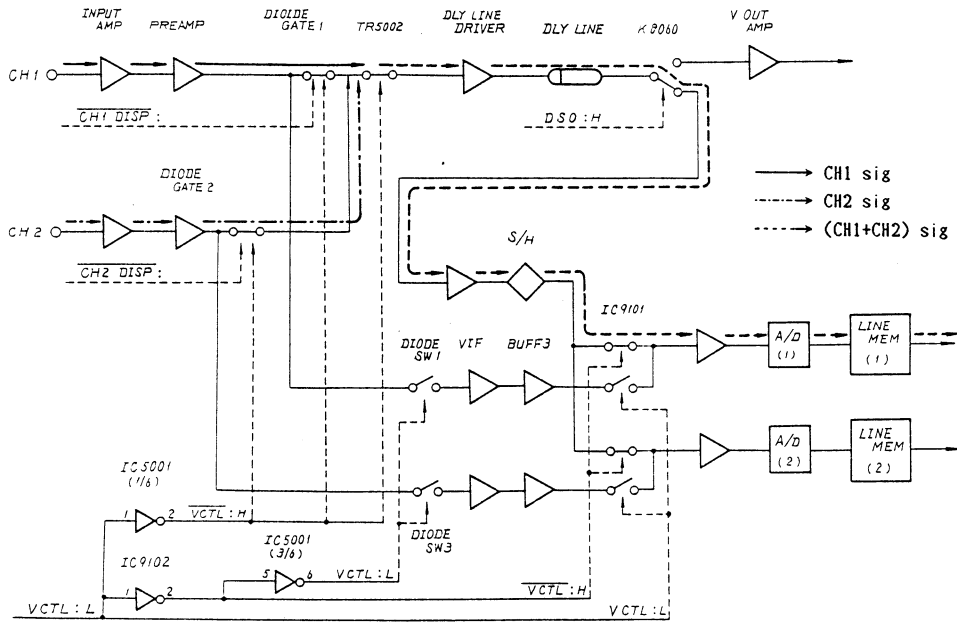 INPUT AMP
PREAMP
DIOIDE GATE 1
TR5002
DLY LINE DRIVER
DLY LINE
K8060
V OUT AMP
CH1
CH1 DISP :
DSO : H
DIODE GATE 2
CH1 sig
CH2 sig
(CH1+CH2) sig
CH2
CH2 DISP :
S/H
IC9101
A/D (1)
LINE MEM (1)
DIODE SW1
VIF
BUFF3
A/D (2)
LINE MEM (2)
IC5001 (1/6)
1
2
VCTL : H
IC5001 (3/6)
DIODE SW3
IC9102
5
6
VCTL : L
1
2
VCTL : H
VCTL : L
VCTL : L